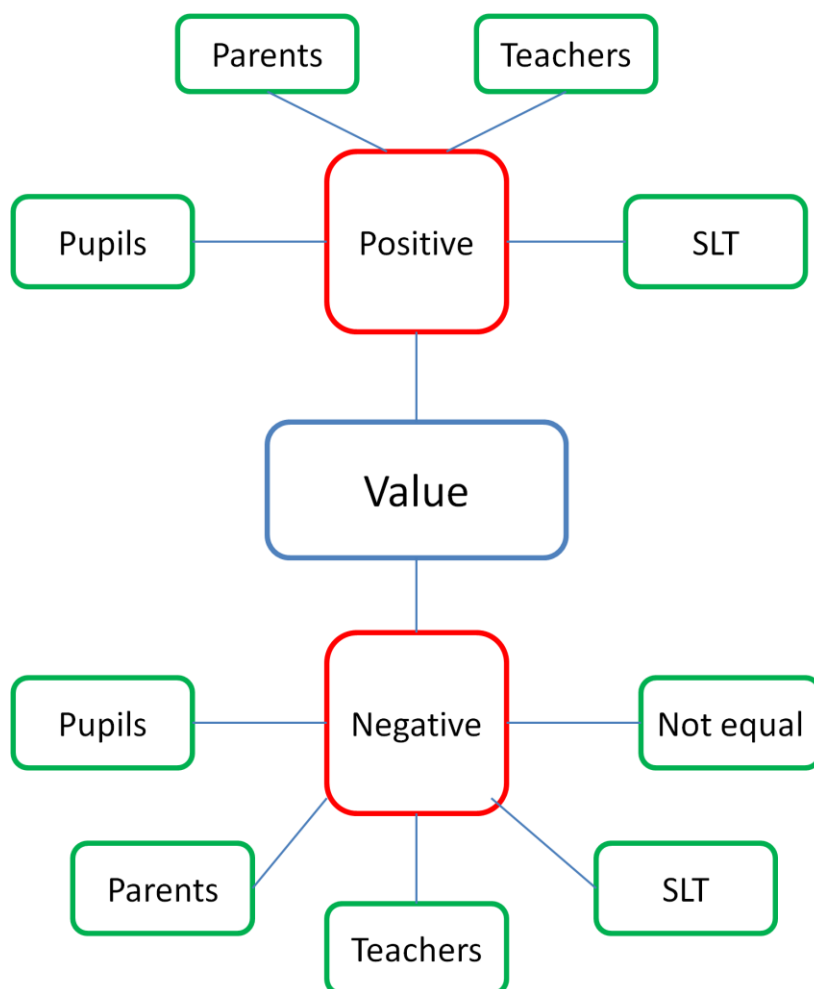 Parents
Teachers
Pupils
Positive
SLT
Value
Pupils
Negative
Not equal
Parents
SLT
Teachers